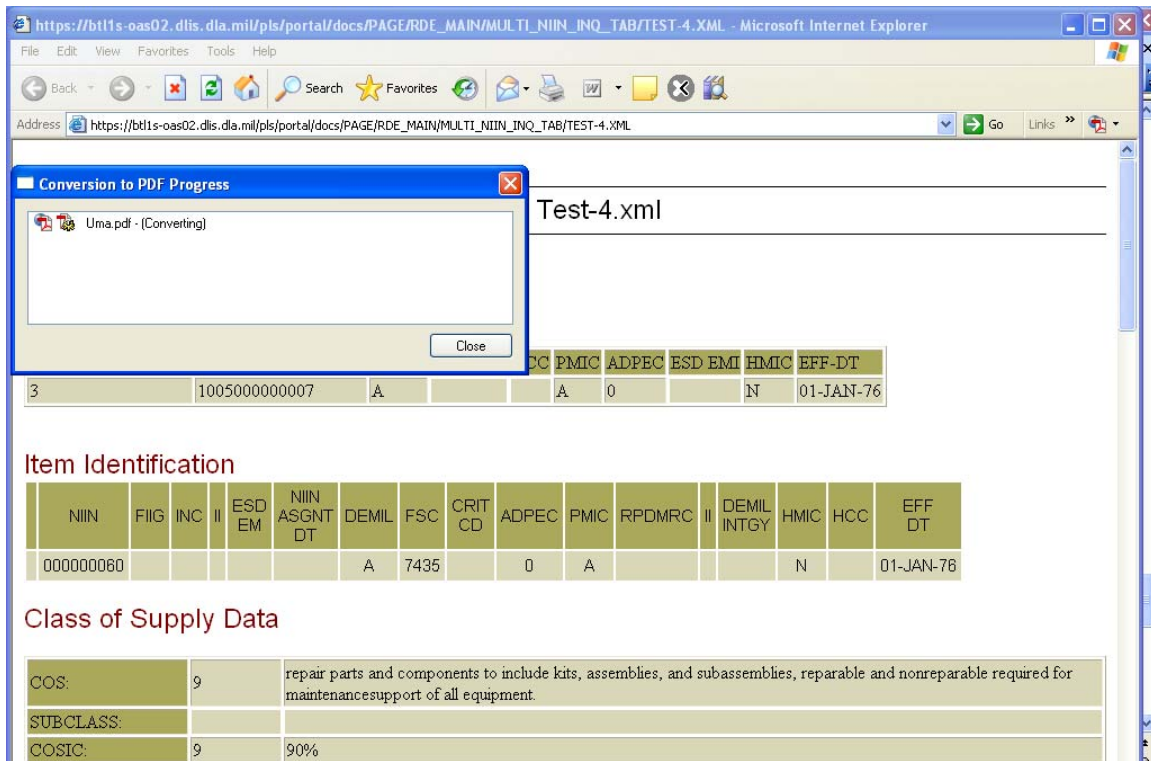 https://btl1s-oas02.dlis.dla.mil/pls/portal/docs/PAGE/RDE_MAIN/MULTI_NIIN_INQ_TAB/TEST-4.XML - Microsoft Internet Explorer
File Edit View Favorites Tools Help
Back Search Favorites
Address https://btl1s-oas02.dlis.dla.mil/pls/portal/docs/PAGE/RDE_MAIN/MULTI_NIIN_INQ_TAB/TEST-4.XML Go Links »
Conversion to PDF Progress
Uma.pdf - (Converting)
Close
Test-4.xml
CC PMIC ADPEC ESD EMI HMIC EFF-DT
3 1005000000007 A A 0 N 01-JAN-76
Item Identification
NIIN FIIG INC II ESD EM NIIN ASGNT DT DEMIL FSC CRIT CD ADPEC PMIC RPDMRC II DEMIL INTGY HMIC HCC EFF DT
000000060 A 7435 0 A N 01-JAN-76
Class of Supply Data
COS: 9 repair parts and components to include kits, assemblies, and subassemblies, reparable and nonreparable required for
maintenancesupport of all equipment.
SUBCLASS:
COSIC: 9 90%